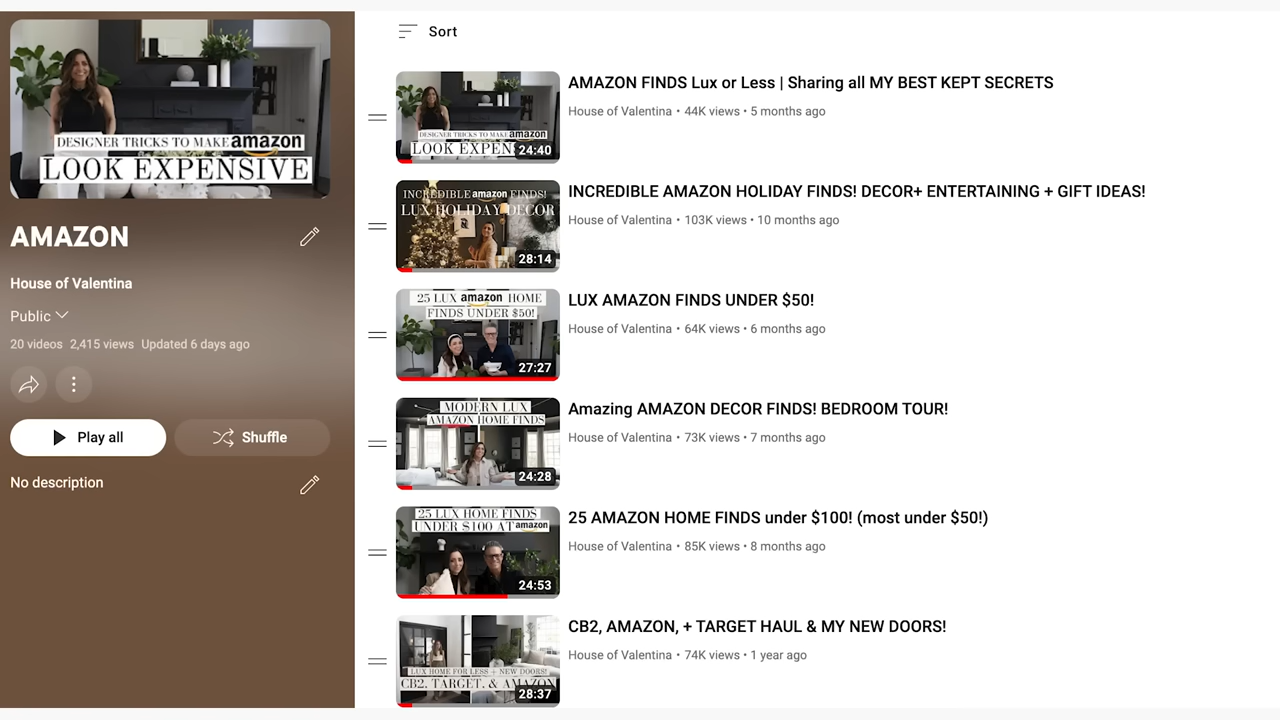 DESIGNER TRICKS TO MAKE amazon
LOOK EXPENSIVE
AMAZON
House of Valentina
Public
20 videos 2,415 views Updated 6 days ago
Play all
Shuffle
No description
Sort
DESIGNER TRICKS TO MAKE amazon
LOOK EXPENS
24:40
AMAZON FINDS Lux or Less | Sharing all MY BEST KEPT SECRETS
House of Valentina • 44K views • 5 months ago
INCREDIBLE amazon FINDS!
LUX HOLIDAY DECOR
28:14
INCREDIBLE AMAZON HOLIDAY FINDS! DECOR+ ENTERTAINING + GIFT IDEAS!
House of Valentina • 103K views • 10 months ago
25 LUX amazon HOME
FINDS UNDER $50!
27:27
LUX AMAZON FINDS UNDER $50!
House of Valentina • 64K views • 6 months ago
MODERN LUX
AMAZON HOME FINDS
24:28
Amazing AMAZON DECOR FINDS! BEDROOM TOUR!
House of Valentina • 73K views • 7 months ago
25 LUX HOME FINDS
UNDER $100 AT amazon
24:53
25 AMAZON HOME FINDS under $100! (most under $50!)
House of Valentina • 85K views • 8 months ago
LUX HOME FOR LESS + NEW DOORS!
CB2, TARGET, & AMAZON
28:37
CB2, AMAZON, + TARGET HAUL & MY NEW DOORS!
House of Valentina • 74K views • 1 year ago